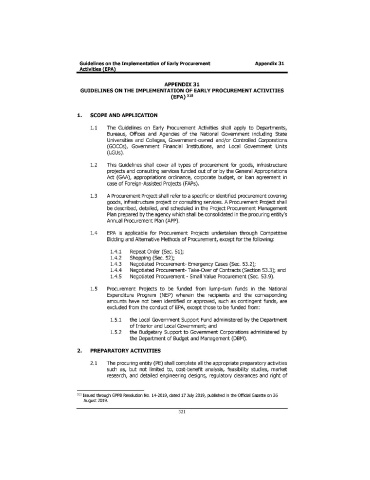 Guidelines on the Implementation of Early Procurement Appendix 31
Activities (EPA)
APPENDIX 31
GUIDELINES ON THE IMPLEMENTATION OF EARLY PROCUREMENT ACTIVITIES
(EPA)
1. SCOPE AND APPLICATION
1.1 The Guidelines on Early Procurement Activities shall apply to Departments,
Bureaus, Offices and Agencies of the National Government including State
Universities and Colleges, Government-owned and/or Controlled Corporations
(GOCCs), Government Financial Institutions, and Local Government Units
(LGUs).
1.2 This Guidelines shall cover all types of procurement for goods, infrastructure
projects and consulting services funded out of or by the General Appropriations
Act (GAA), appropriations ordinance, corporate budget, or loan agreement in
case of Foreign-Assisted Projects (FAPs).
1.3 A Procurement Project shall refer to a specific or identified procurement covering
goods, infrastructure project or consulting services. A Procurement Project shall
be described, detailed, and scheduled in the Project Procurement Management
Plan prepared by the agency which shall be consolidated in the procuring entity's
Annual Procurement Plan (APP).
1.4 EPA is applicable for Procurement Projects undertaken through Competitive
Bidding and Alternative Methods of Procurement, except for the following:
1.4.1 Repeat Order (Sec. 51);
1.4.2 Shopping (Sec. 52);
1.4.3 Negotiated Procurement- Emergency Cases (Sec. 53.2);
1.4.4 Negotiated Procurement- Take-Over of Contracts (Section 53.3); and
1.4.5 Negotiated Procurement - Small Value Procurement (Sec. 53.9).
1.5 Procurement Projects to be funded from lump-sum funds in the National
Expenditure Program (NEP) wherein the recipients and the corresponding
amounts have not been identified or approved, such as contingent funds, are
excluded from the conduct of EPA, except those to be funded from:
1.5.1 the Local Government Support Fund administered by the Department
of Interior and Local Government; and
1.5.2 the Budgetary Support to Government Corporations administered by
the Department of Budget and Management (DBM).
2. PREPARATORY ACTIVITIES
2.1 The procuring entity (PE) shall complete all the appropriate preparatory activities
such as, but not limited to, cost-benefit analysis, feasibility studies, market
research, and detailed engineering designs, regulatory clearances and right of
Issued through GPPB Resolution No. 14-2019, dated 17 July 2019, published in the Official Gazette on 26
August 2019.